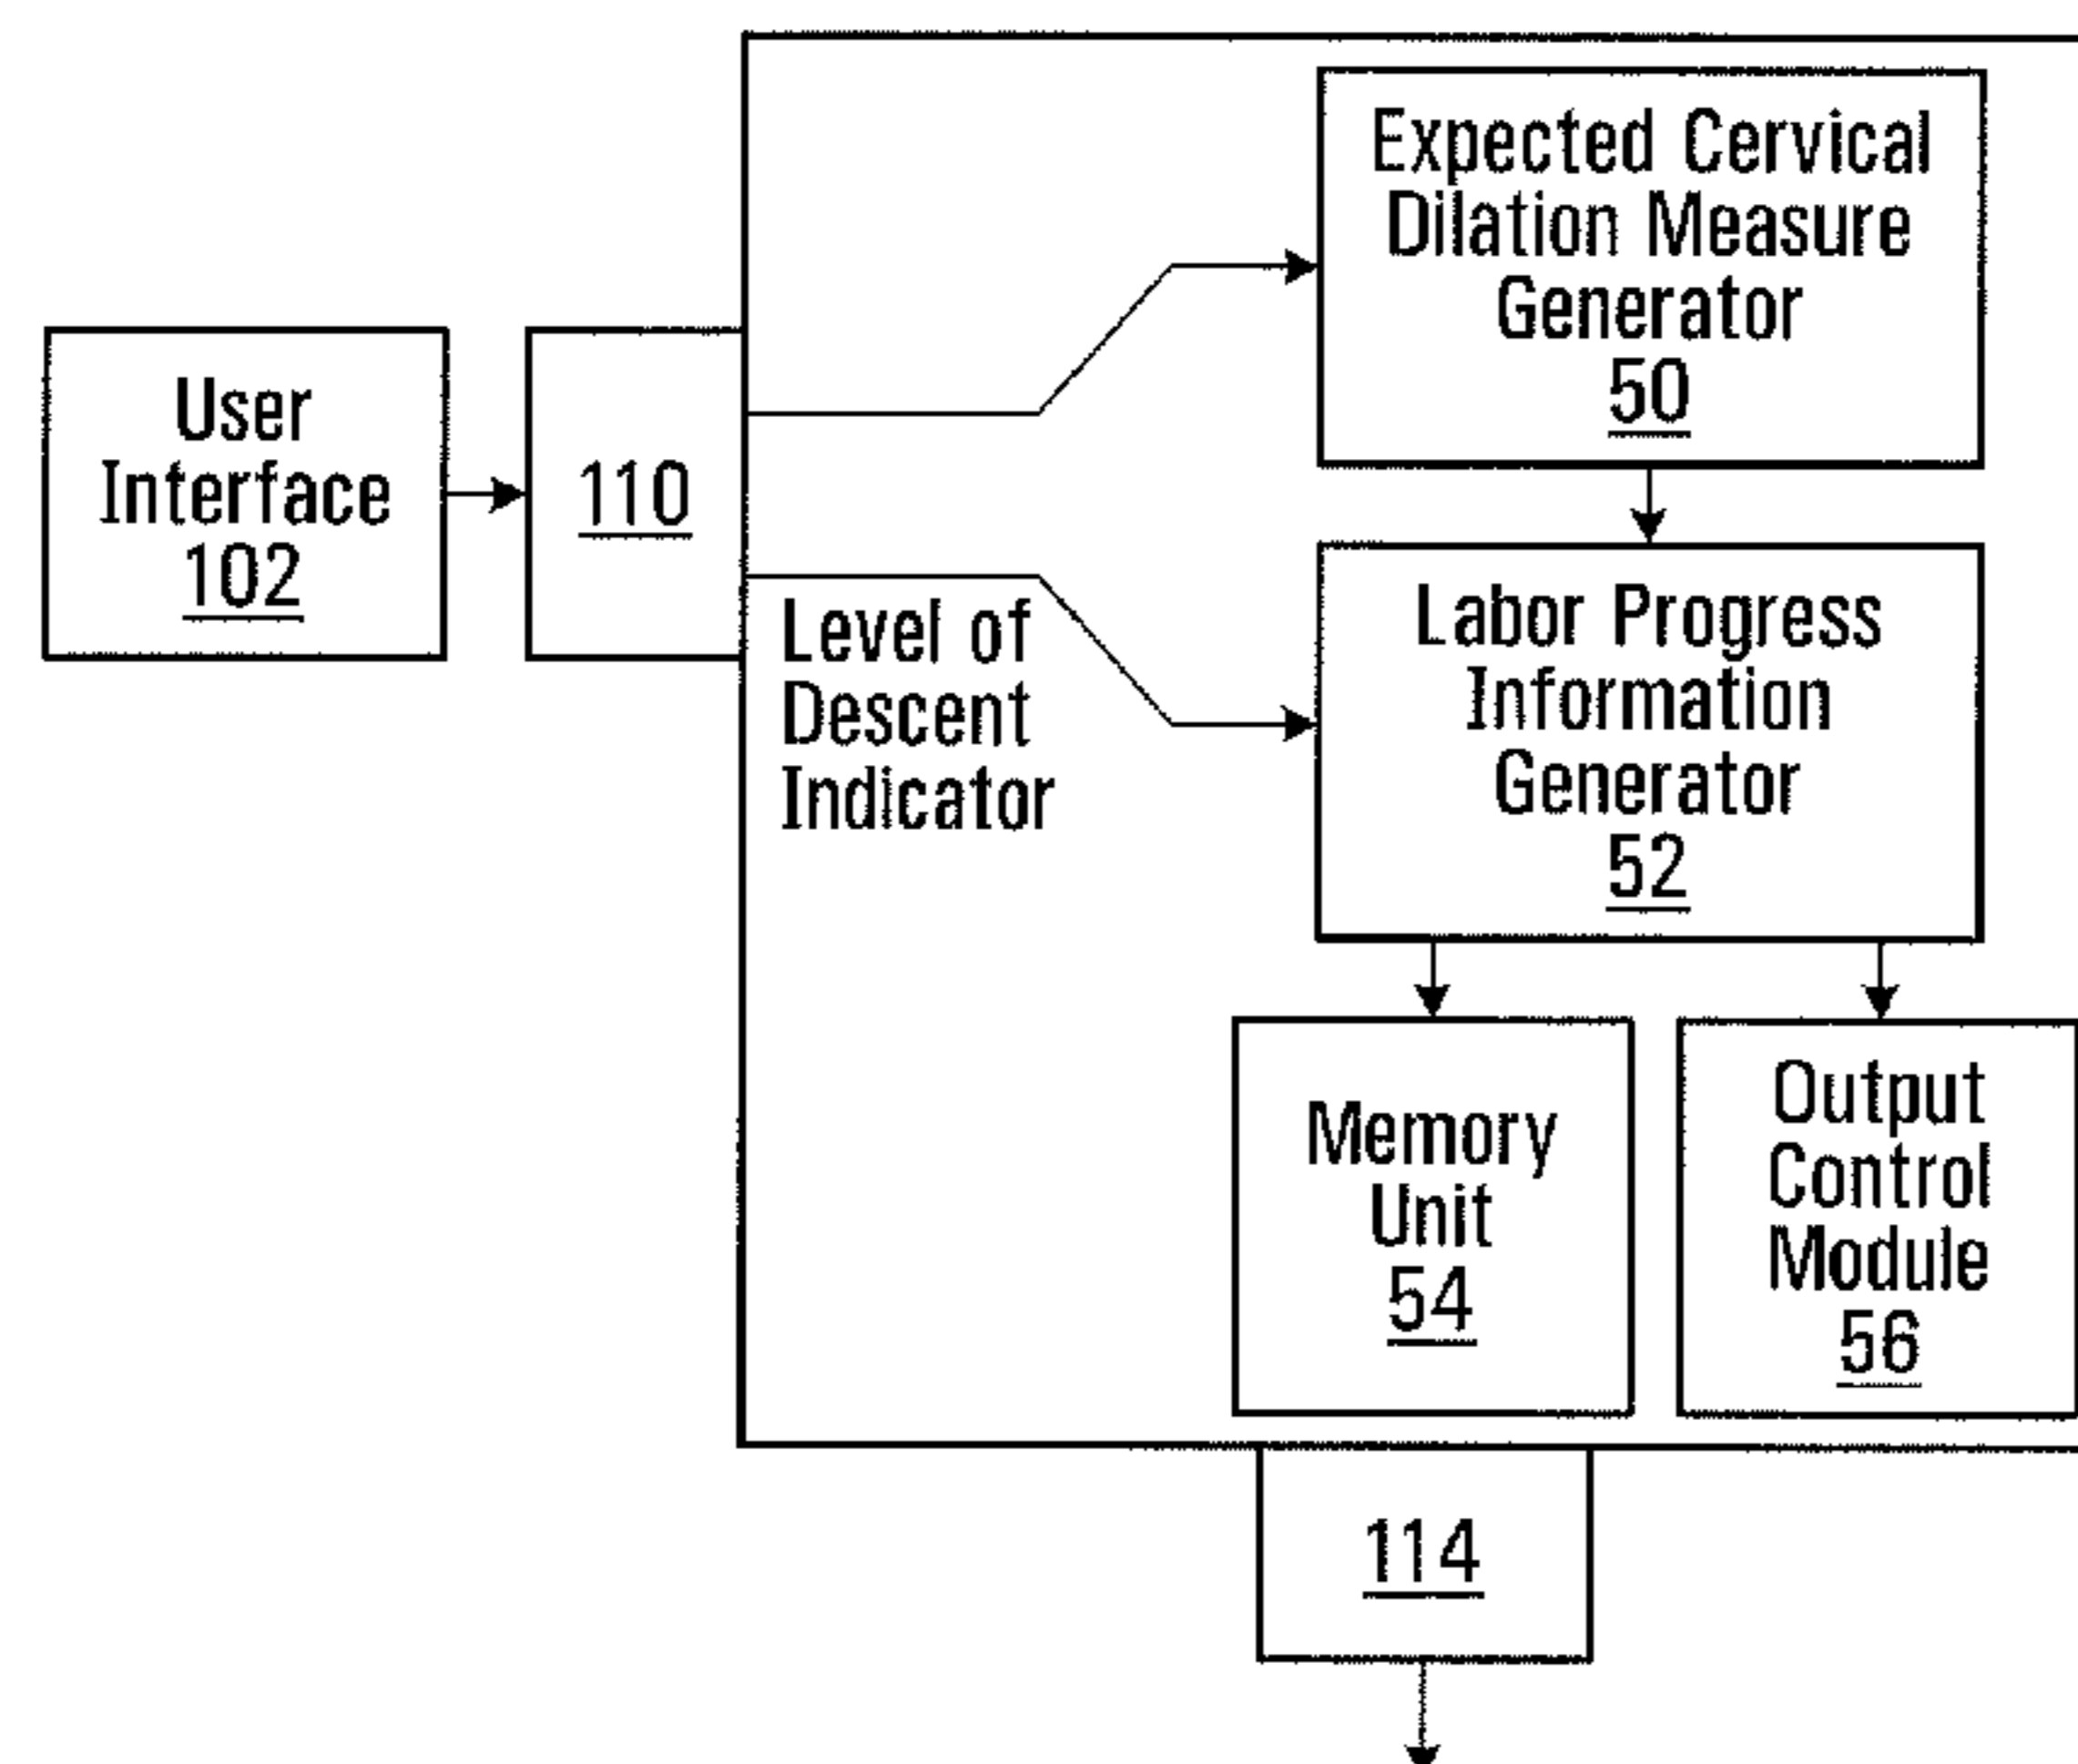 Expected Cervical
Dilation Measure
Generator
50
User
Interface
102
110
Level of
Descent
Indicator
Labor Progress
Information
Generator
52
Memory
Unit
54
Output
Control
Module
56
114